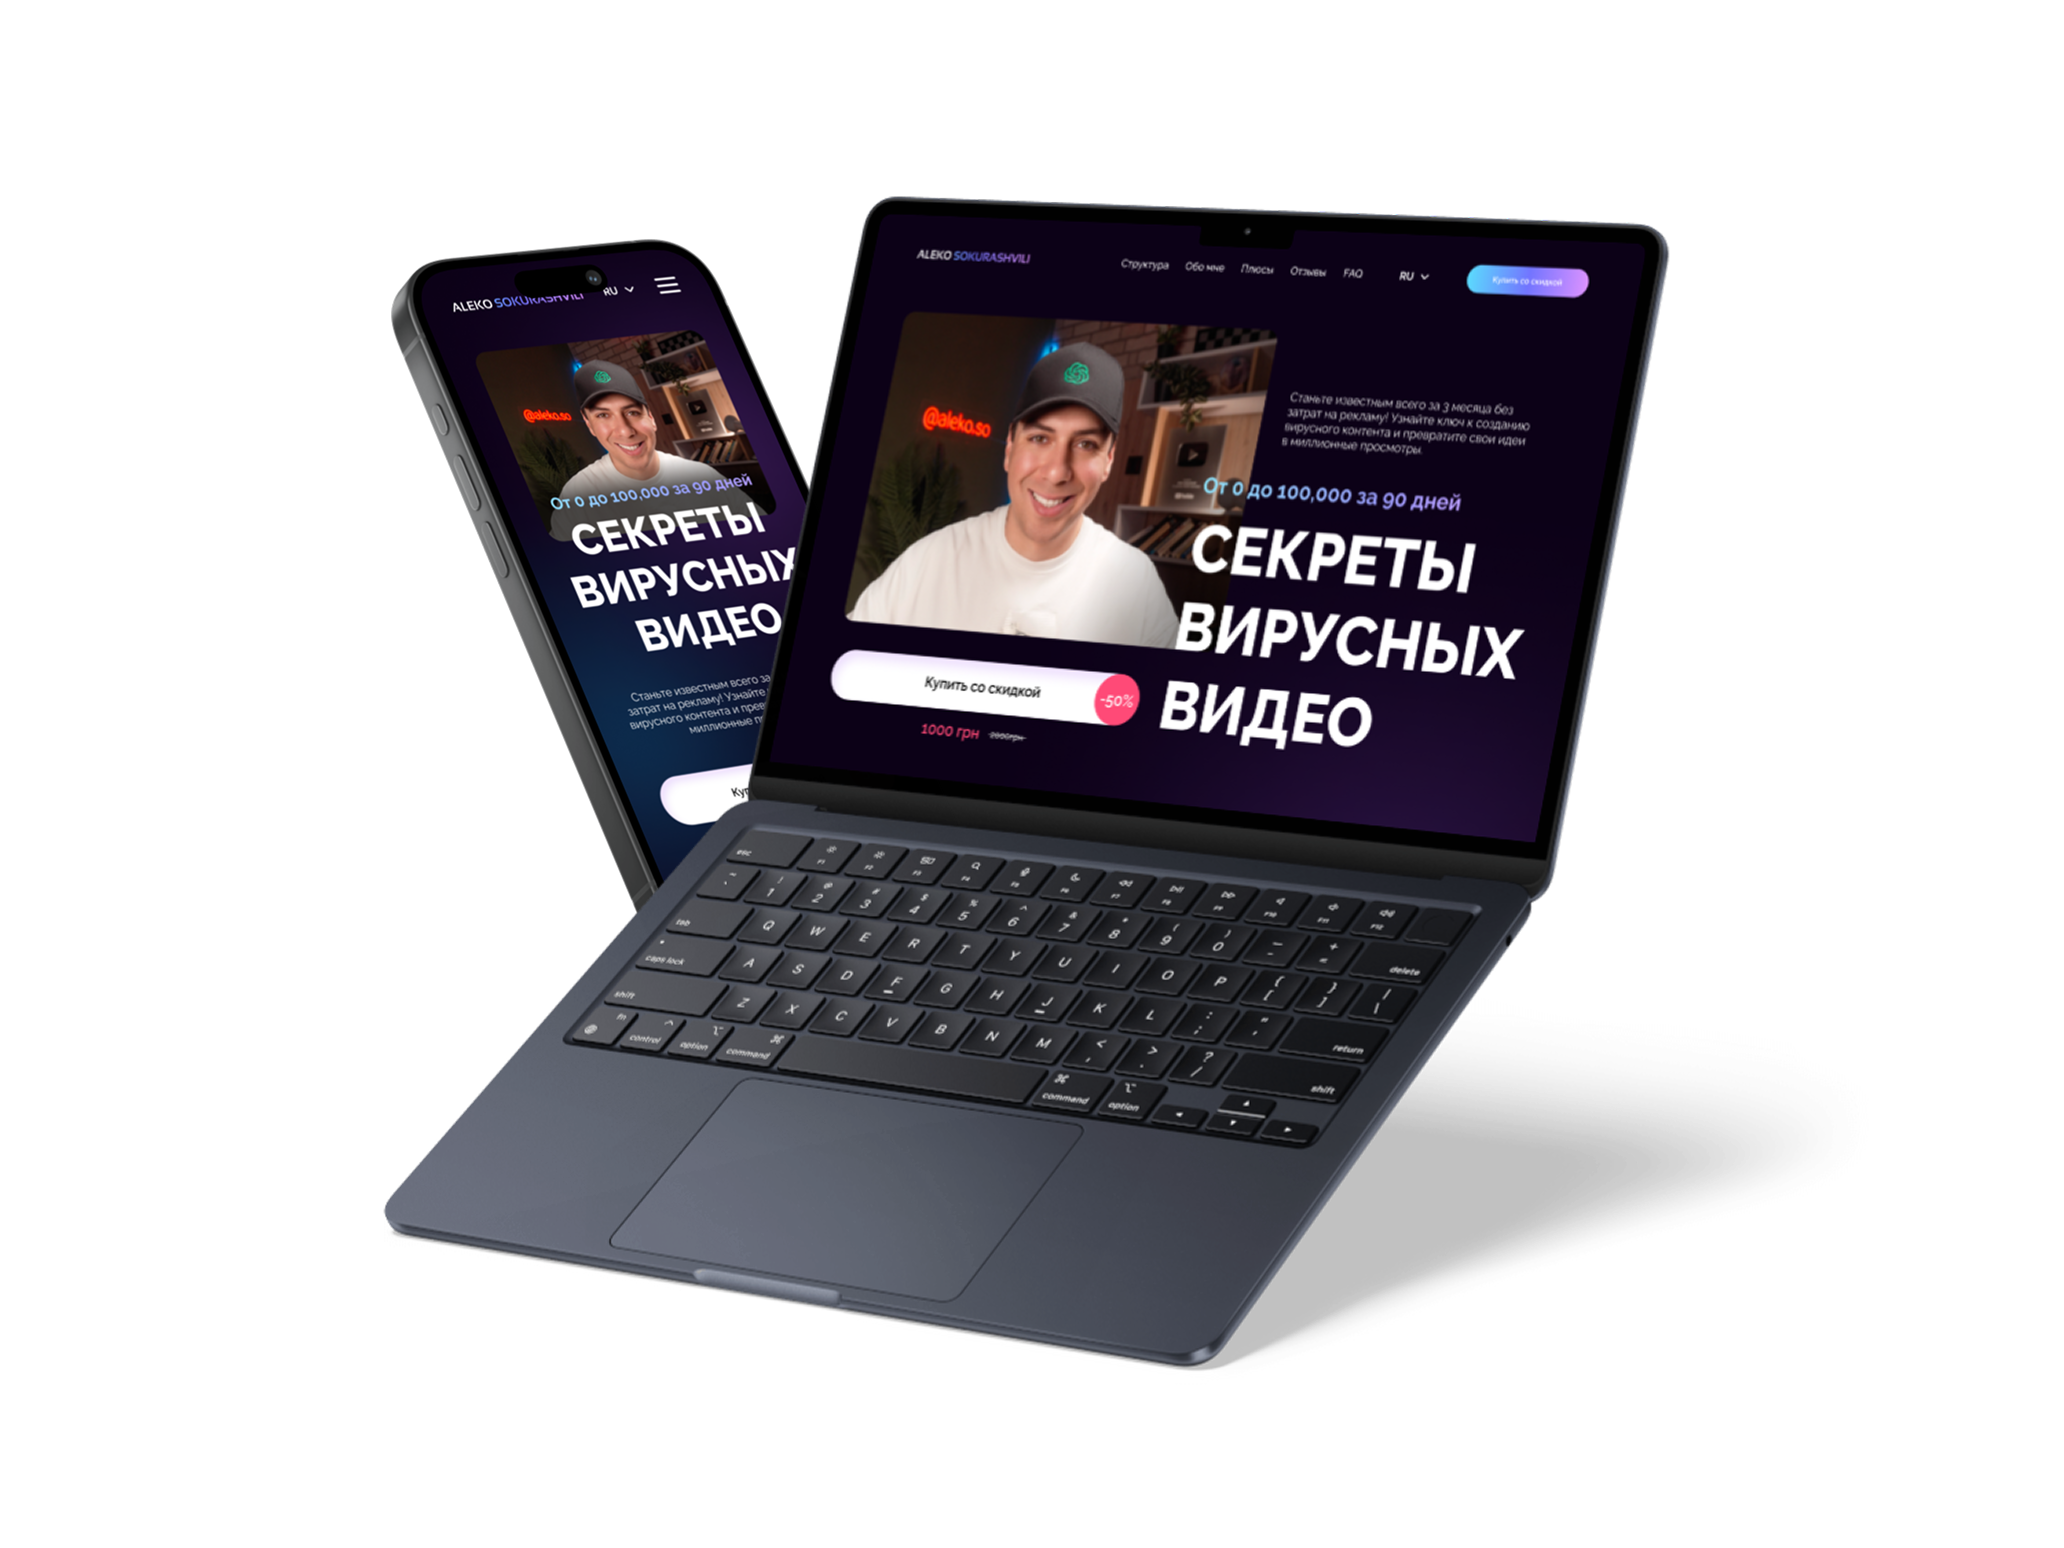 ALEKO SOKURASHVILI
RU
@aleko.so
От 0 до 100,000 за 90 дней
СЕКРЕТЫ
ВИРУСНЫХ
ВИДЕО
Станьте известным всего за
затрат на рекламу! Узнайте
вирусного контента и прев
миллионные п
Куп
ALEKO SOKURASHVILI
Структура Обо мне Плюсы Отзывы FAQ RU Купить со скидкой
@aleko.so
Станьте известным всего за 3 месяца без
затрат на рекламу! Узнайте ключ к созданию
вирусного контента и превратите свои идеи
в миллионные просмотры.
От 0 до 100,000 за 90 дней
СЕКРЕТЫ
ВИРУСНЫХ
ВИДЕО
Купить со скидкой -50%
1000 грн 2000грн
esc F1 F2 F3 F4 F5 F6 F7 F8 F9 F10 F11 F12
~ ` ! 1 @ 2 # 3 $ 4 % 5 ^ 6 & 7 * 8 ( 9 ) 0 — - + = delete
tab Q W E R T Y U I O P { [ } ] | \
caps lock A S D F G H J K L : ; " ' return
shift Z X C V B N M < , > . ? / shift
fn control option command command option